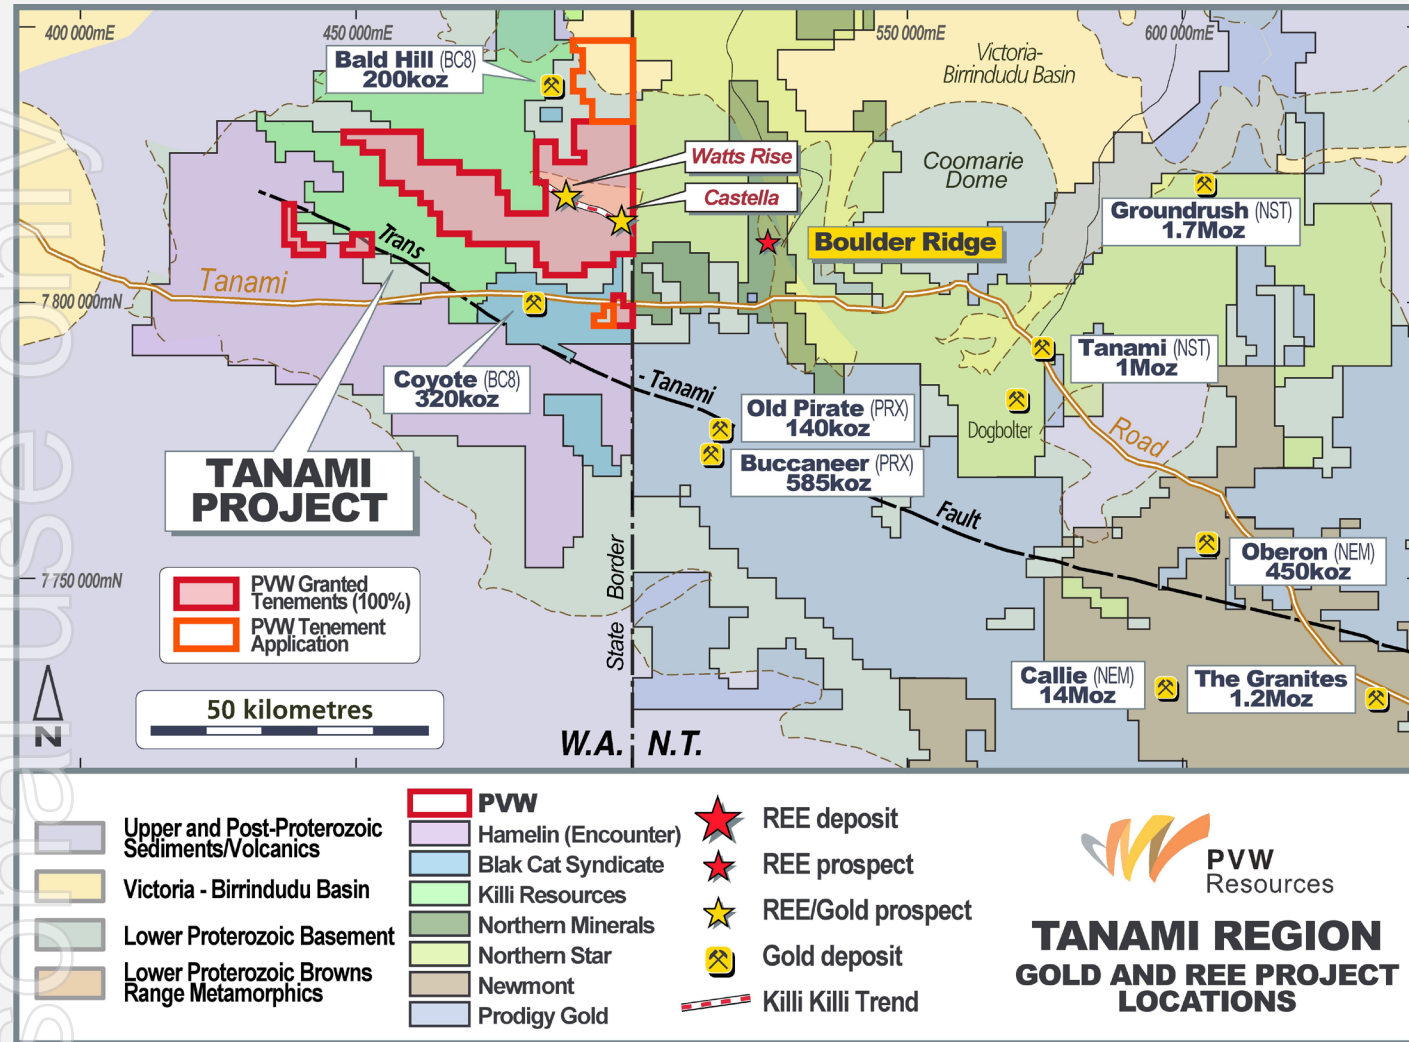 400 000mE
450 000mE
550 000mE
600 000mE
Bald Hill (BC8)
200koz
Victoria-
Birrindudu Basin
Watts Rise
Castella
Coomarie
Dome
Groundrush (NST)
1.7Moz
Boulder Ridge
Trans
Tanami
7 800 000mN
Tanami (NST)
1Moz
Coyote (BC8)
320koz
- Tanami
Old Pirate (PRX)
140koz
Dogbolter
Road
Buccaneer (PRX)
585koz
TANAMI
PROJECT
Fault
Oberon (NEM)
450koz
7 750 000mN
State Border
PVW Granted
Tenements (100%)
PVW Tenement
Application
Callie (NEM)
14Moz
The Granites
1.2Moz
N
50 kilometres
W.A.
N.T.
Upper and Post-Proterozoic
Sediments/Volcanics
Victoria - Birrindudu Basin
Lower Proterozoic Basement
Lower Proterozoic Browns
Range Metamorphics
PVW
Hamelin (Encounter)
Blak Cat Syndicate
Killi Resources
Northern Minerals
Northern Star
Newmont
Prodigy Gold
REE deposit
REE prospect
REE/Gold prospect
Gold deposit
Killi Killi Trend
PVW
Resources
TANAMI REGION
GOLD AND REE PROJECT
LOCATIONS
sonal use only